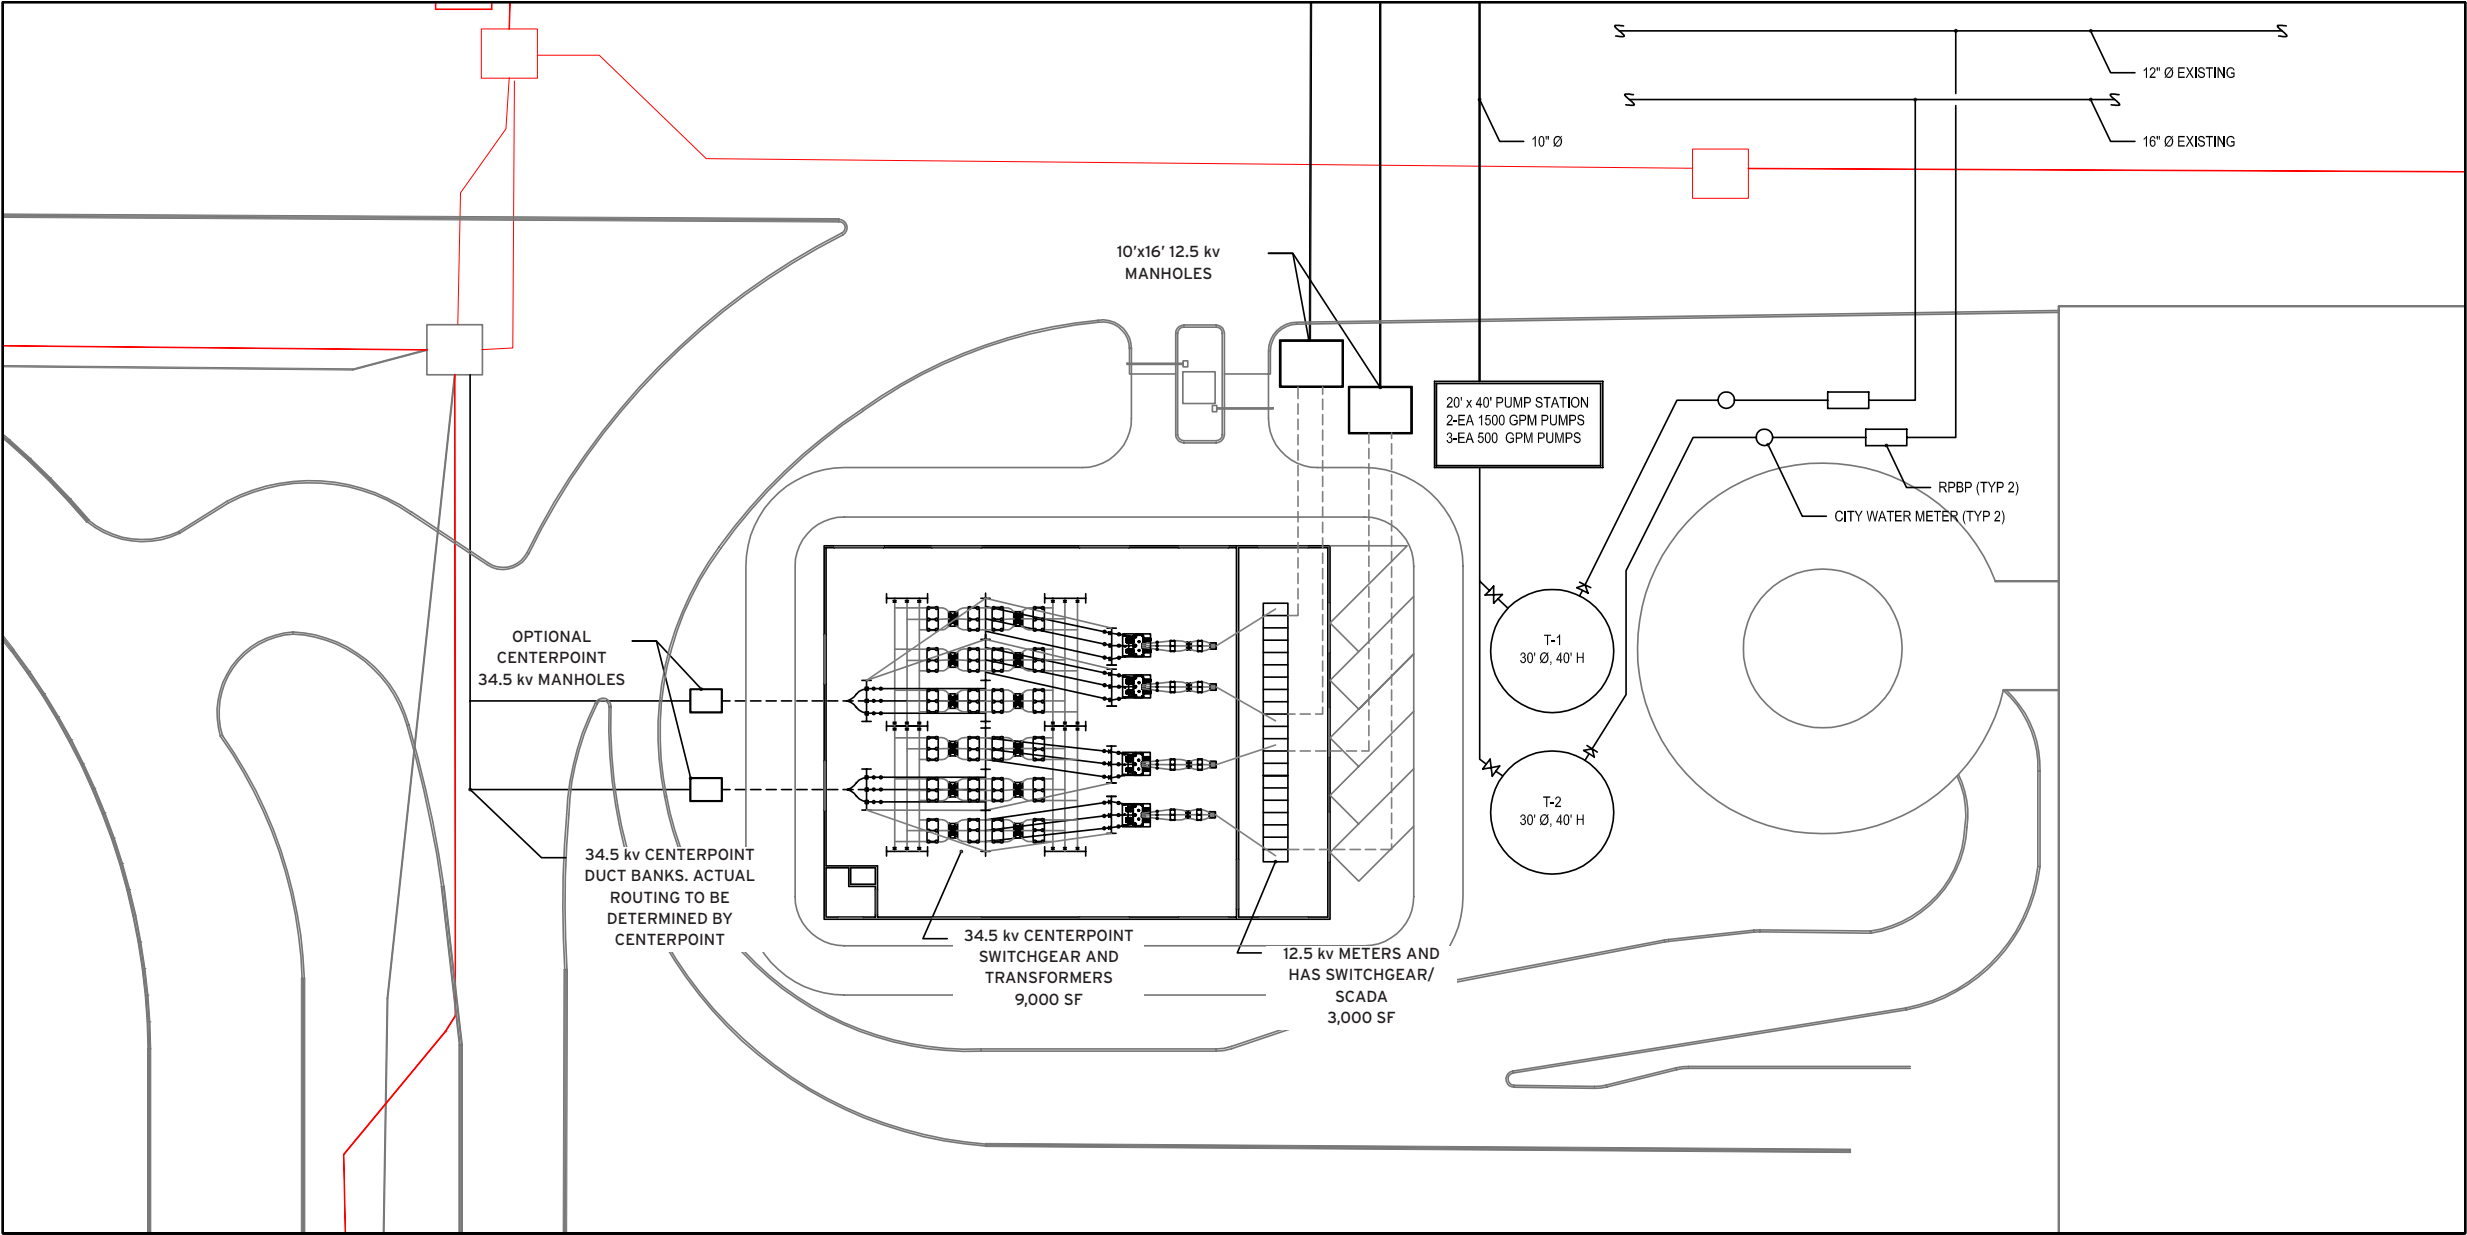 12" Ø EXISTING
10" Ø
16" Ø EXISTING
10'x16' 12.5 kv
MANHOLES
20' x 40' PUMP STATION
2-EA 1500 GPM PUMPS
3-EA 500 GPM PUMPS
RPBP (TYP 2)
CITY WATER METER (TYP 2)
OPTIONAL
CENTERPOINT
34.5 kv MANHOLES
T-1
30' Ø, 40' H
T-2
30' Ø, 40' H
34.5 kv CENTERPOINT
DUCT BANKS. ACTUAL
ROUTING TO BE
DETERMINED BY
CENTERPOINT
34.5 kv CENTERPOINT
SWITCHGEAR AND
TRANSFORMERS
9,000 SF
12.5 kv METERS AND
HAS SWITCHGEAR/
SCADA
3,000 SF